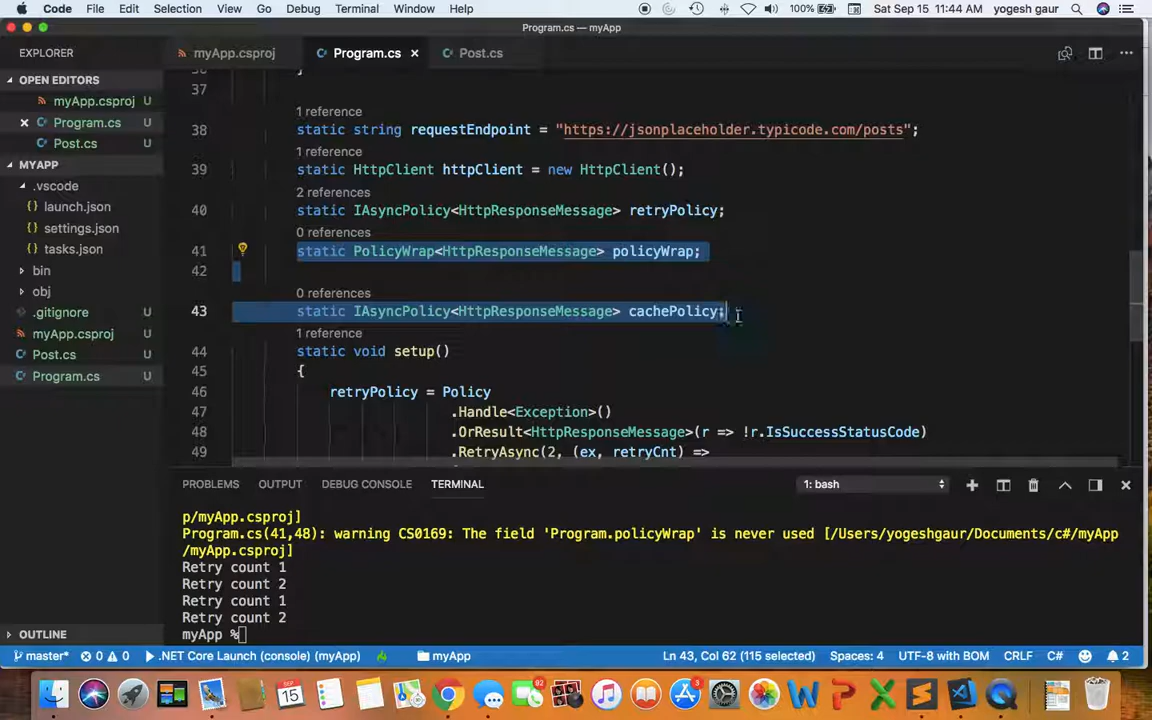 Code File Edit Selection View Go Debug Terminal Window Help 100% Sat Sep 15 11:44 AM yogesh gaur
Program.cs — myApp
EXPLORER
myApp.csproj
Program.cs
Post.cs
OPEN EDITORS
myApp.csproj U
Program.cs U
Post.cs U
MYAPP
.vscode
launch.json
settings.json
tasks.json
bin
obj
.gitignore U
myApp.csproj U
Post.cs U
Program.cs U
OUTLINE
37
1 reference
38 static string requestEndpoint = "https://jsonplaceholder.typicode.com/posts";
1 reference
39 static HttpClient httpClient = new HttpClient();
2 references
40 static IAsyncPolicy<HttpResponseMessage> retryPolicy;
0 references
41 static PolicyWrap<HttpResponseMessage> policyWrap;
42
0 references
43 static IAsyncPolicy<HttpResponseMessage> cachePolicy;
1 reference
44 static void setup()
45 {
46 retryPolicy = Policy
47 .Handle<Exception>()
48 .OrResult<HttpResponseMessage>(r => !r.IsSuccessStatusCode)
49 .RetryAsync(2, (ex, retryCnt) =>
PROBLEMS OUTPUT DEBUG CONSOLE TERMINAL 1: bash
p/myApp.csproj]
Program.cs(41,48): warning CS0169: The field 'Program.policyWrap' is never used [/Users/yogeshgaur/Documents/c#/myApp
/myApp.csproj]
Retry count 1
Retry count 2
Retry count 1
Retry count 2
myApp %
master* 0 0 .NET Core Launch (console) (myApp) myApp Ln 43, Col 62 (115 selected) Spaces: 4 UTF-8 with BOM CRLF C# 2